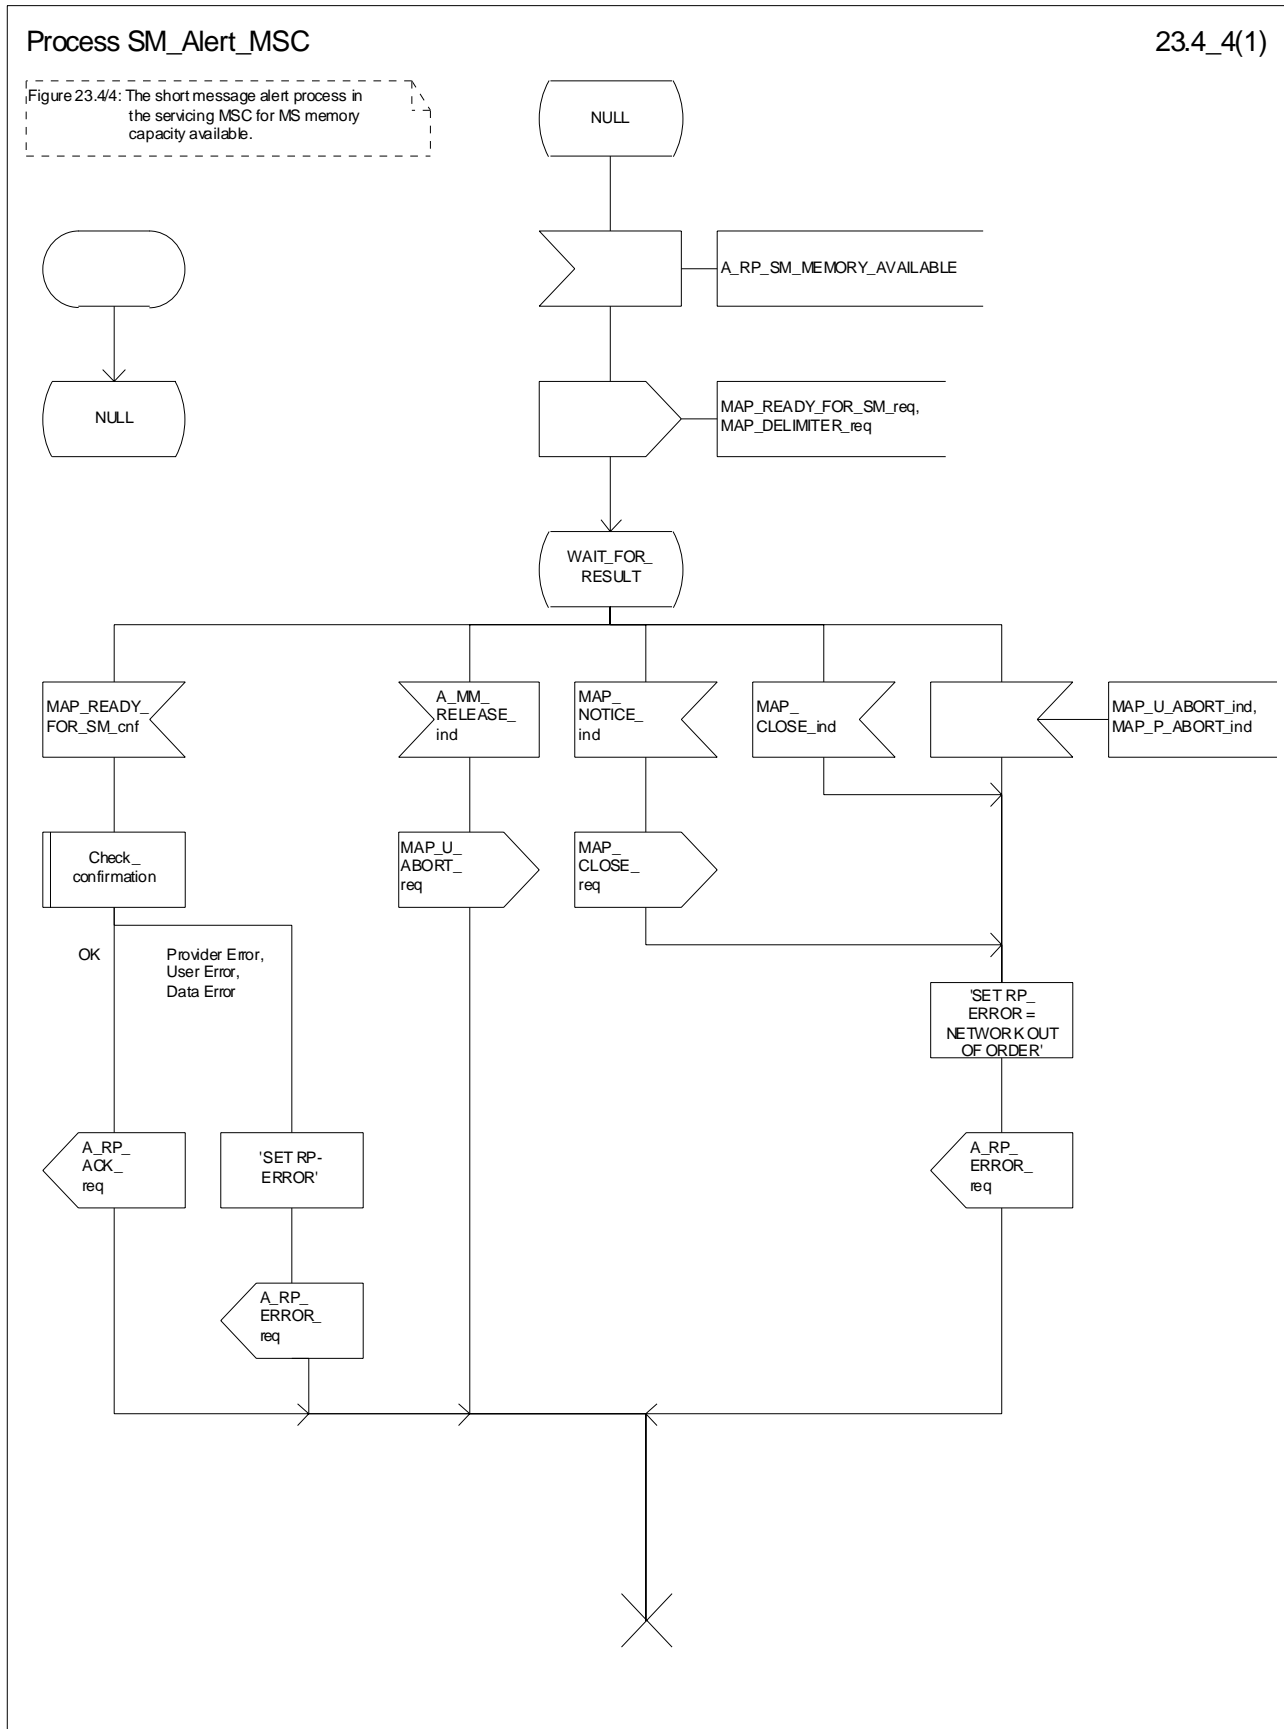 Process SM_Alert_MSC
23.4_4(1)
Figure 23.4/4: The short message alert process in
the servicing MSC for MS memory
capacity available.
NULL
A_RP_SM_MEMORY_AVAILABLE
NULL
MAP_READY_FOR_SM_req,
MAP_DELIMITER_req
WAIT_FOR_
RESULT
MAP_READY_
FOR_SM_cnf
A_MM_
RELEASE_
ind
MAP_
NOTICE_
ind
MAP_
CLOSE_ind
MAP_U_ABORT_ind,
MAP_P_ABORT_ind
Check_
confirmation
MAP_U_
ABORT_
req
MAP_
CLOSE_
req
OK
Provider Error,
User Error,
Data Error
'SET RP_
ERROR =
NETWORK OUT
OF ORDER'
A_RP_
ACK_
req
'SET RP-
ERROR'
A_RP_
ERROR_
req
A_RP_
ERROR_
req